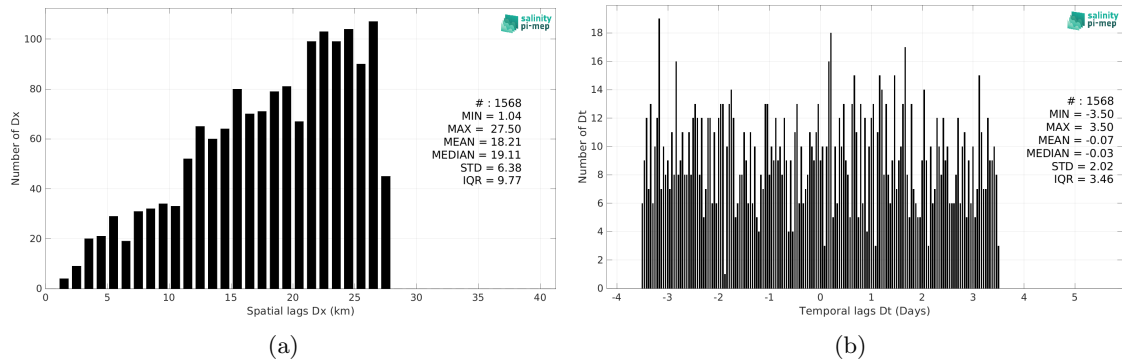 100
80
60
40
20
0
Number of Dx
0 5 10 15 20 25 30 35 40
Spatial lags Dx (km)
salinity
pi-mep
# : 1568
MIN = 1.04
MAX = 27.50
MEAN = 18.21
MEDIAN = 19.11
STD = 6.38
IQR = 9.77
(a)
18
16
14
12
10
8
6
4
2
0
Number of Dt
-4 -3 -2 -1 0 1 2 3 4 5
Temporal lags Dt (Days)
salinity
pi-mep
# : 1568
MIN = -3.50
MAX = 3.50
MEAN = -0.07
MEDIAN = -0.03
STD = 2.02
IQR = 3.46
(b)